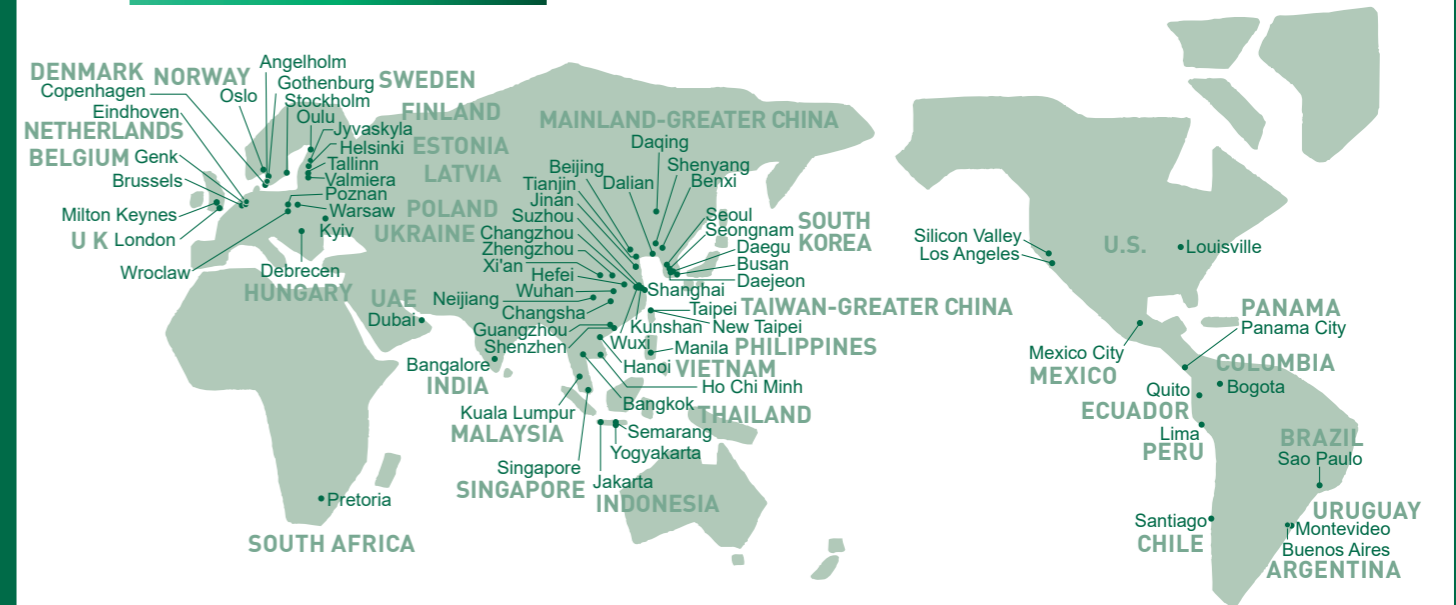 DENMARK
Copenhagen
Eindhoven
NETHERLANDS
BELGIUM
Genk
Brussels
Milton Keynes
U K
London
Wroclaw
NORWAY
Oslo
Angelholm
Gothenburg
SWEDEN
Stockholm
FINLAND
Oulu
Jyvaskyla
Helsinki
ESTONIA
Tallinn
LATVIA
Valmiera
Poznan
Warsaw
POLAND
Kyiv
UKRAINE
Debrecen
HUNGARY
UAE
Dubai
MAINLAND-GREATER CHINA
Daqing
Beijing
Shenyang
Tianjin
Dalian
Benxi
Jinan
Suzhou
Changzhou
Zhengzhou
Xi'an
Hefei
Wuhan
Neijiang
Changsha
Guangzhou
Shenzhen
Shanghai
Kunshan
Wuxi
Seoul
Seongnam
SOUTH
KOREA
Daegu
Busan
Daejeon
Taipei
TAIWAN-GREATER CHINA
New Taipei
Manila
PHILIPPINES
Hanoi
VIETNAM
Ho Chi Minh
Bangkok
THAILAND
Bangalore
INDIA
Kuala Lumpur
MALAYSIA
Singapore
SINGAPORE
Semarang
Yogyakarta
Jakarta
INDONESIA
Pretoria
SOUTH AFRICA
Silicon Valley
Los Angeles
U.S.
Louisville
Mexico City
MEXICO
PANAMA
Panama City
COLOMBIA
Bogota
Quito
ECUADOR
Lima
PERU
BRAZIL
Sao Paulo
URUGUAY
Montevideo
Santiago
CHILE
Buenos Aires
ARGENTINA